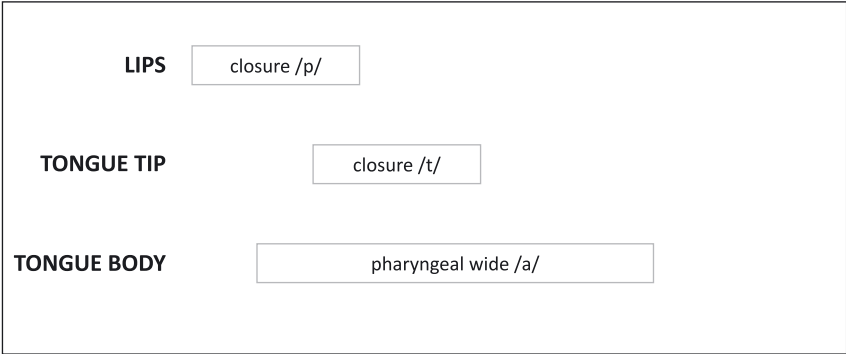 LIPS closure /p/
TONGUE TIP closure /t/
TONGUE BODY pharyngeal wide /a/